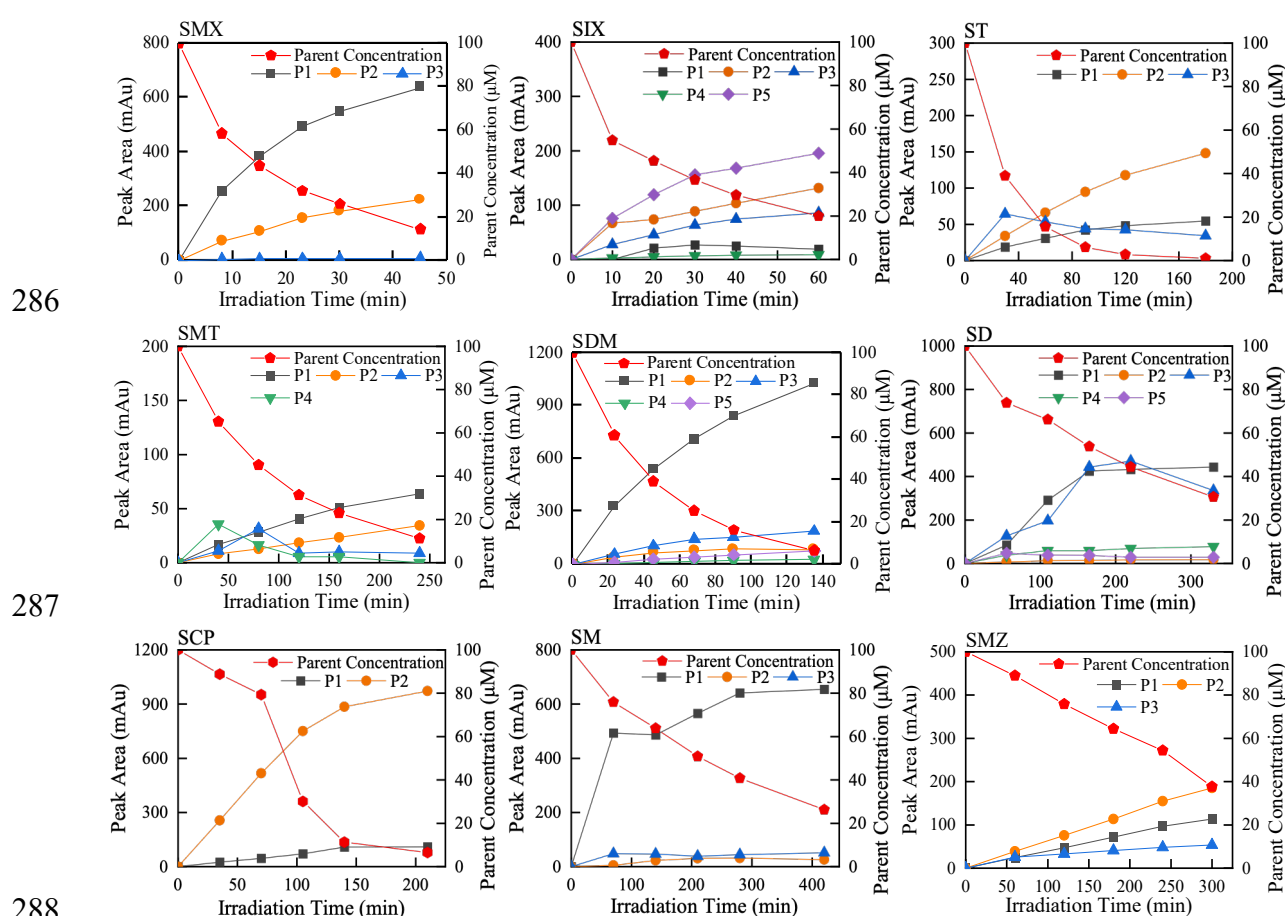 SMX
Parent Concentration
P1 P2 P3
Peak Area (mAu)
800
600
400
200
0
100
80
60
40
20
0
Parent Concentration (μM)
0 10 20 30 40 50
Irradiation Time (min)
SIX
Parent Concentration
P1 P2 P3
P4 P5
Peak Area (mAu)
400
300
200
100
0
100
80
60
40
20
0
Parent Concentration (μM)
0 10 20 30 40 50 60
Irradiation Time (min)
ST
Parent Concentration
P1 P2 P3
Peak Area (mAu)
300
250
200
150
100
50
0
100
80
60
40
20
0
Parent Concentration (μM)
0 40 80 120 160 200
Irradiation Time (min)
286
SMT
Parent Concentration
P1 P2 P3
P4
Peak Area (mAu)
200
150
100
50
0
100
80
60
40
20
0
Parent Concentration (μM)
0 50 100 150 200 250
Irradiation Time (min)
SDM
Parent Concentration
P1 P2 P3
P4 P5
Peak Area (mAu)
1200
900
600
300
0
100
80
60
40
20
0
Parent Concentration (μM)
0 20 40 60 80 100 120 140
Irradiation Time (min)
SD
Parent Concentration
P1 P2 P3
P4 P5
Peak Area (mAu)
1000
800
600
400
200
0
100
80
60
40
20
0
Parent Concentration (μM)
0 100 200 300
Irradiation Time (min)
287
SCP
Parent Concentration
P1 P2
Peak Area (mAu)
1200
900
600
300
0
100
80
60
40
20
0
Parent Concentration (μM)
0 50 100 150 200
Irradiation Time (min)
SM
Parent Concentration
P1 P2 P3
Peak Area (mAu)
800
600
400
200
0
100
80
60
40
20
0
Parent Concentration (μM)
0 100 200 300 400
Irradiation Time (min)
SMZ
Parent Concentration
P1 P2
P3
Peak Area (mAu)
500
400
300
200
100
0
100
80
60
40
20
0
Parent Concentration (μM)
0 50 100 150 200 250 300
Irradiation Time (min)
288